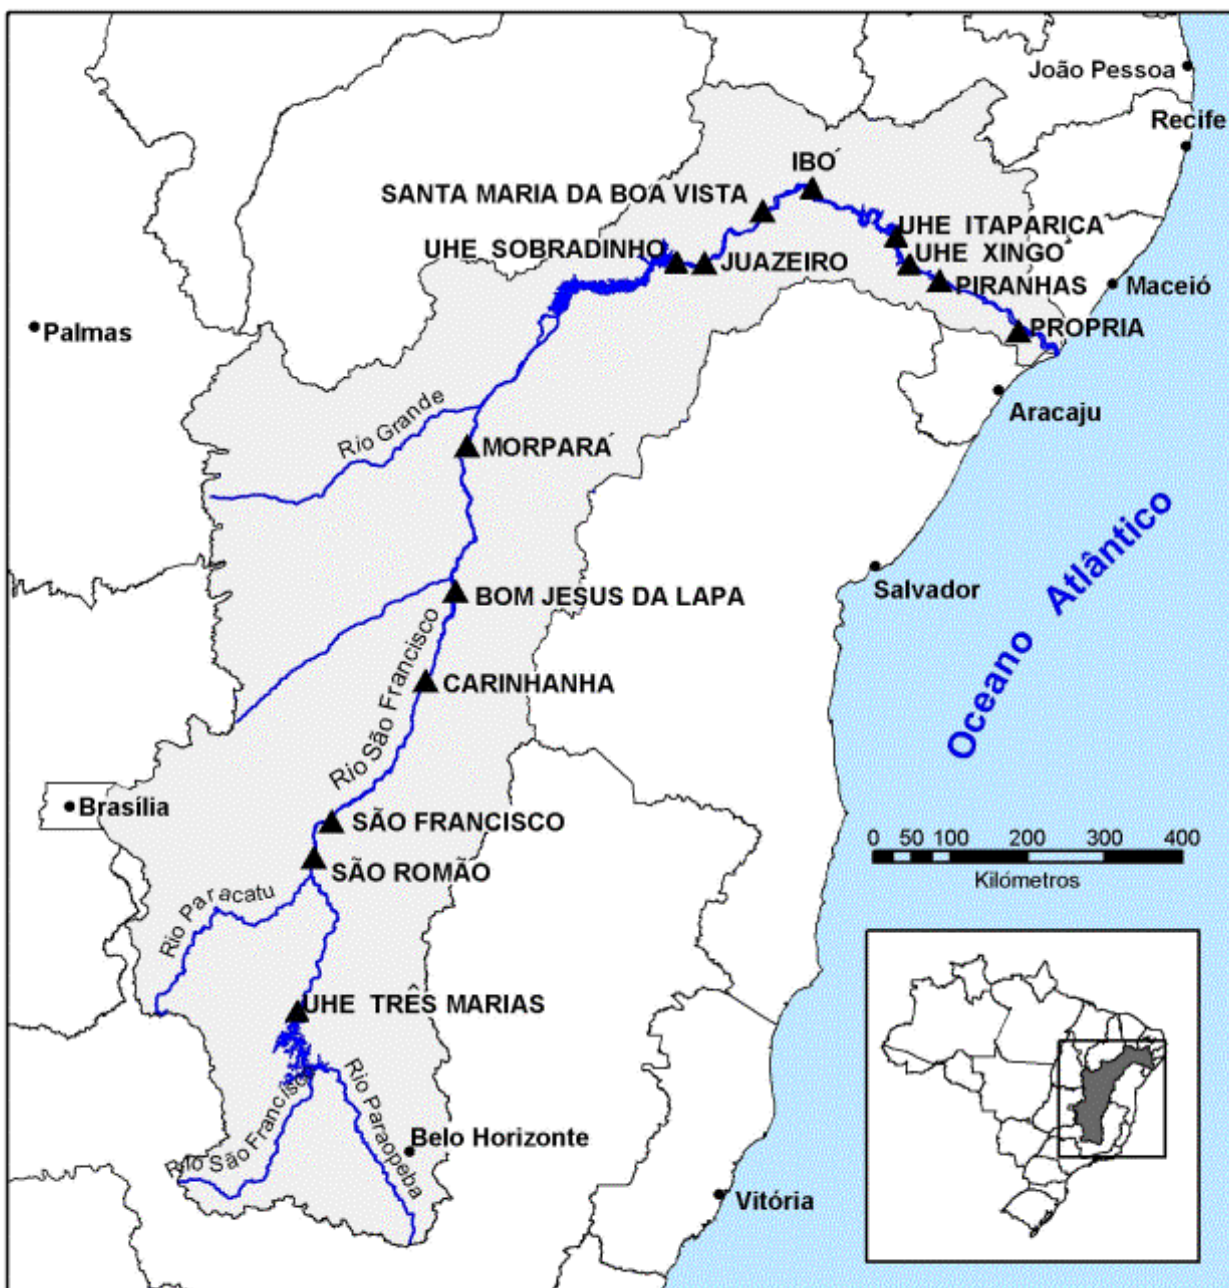 João Pessoa
Recife
IBÓ
SANTA MARIA DA BOA VISTA
UHE ITAPARICA
UHE SOBRADINHO
JUAZEIRO
UHE XINGÓ
PIRANHAS
Maceió
Palmas
PROPRIA
Rio Grande
Aracaju
MORPARÁ
Oceano Atlântico
Salvador
BOM JESUS DA LAPA
Rio São Francisco
CARINHANHA
Brasília
SÃO FRANCISCO
0 50 100 200 300 400
Kilómetros
SÃO ROMÃO
Rio Paracatu
UHE TRÊS MARIAS
Rio São Francisco
Rio Paraopeba
Belo Horizonte
Vitória